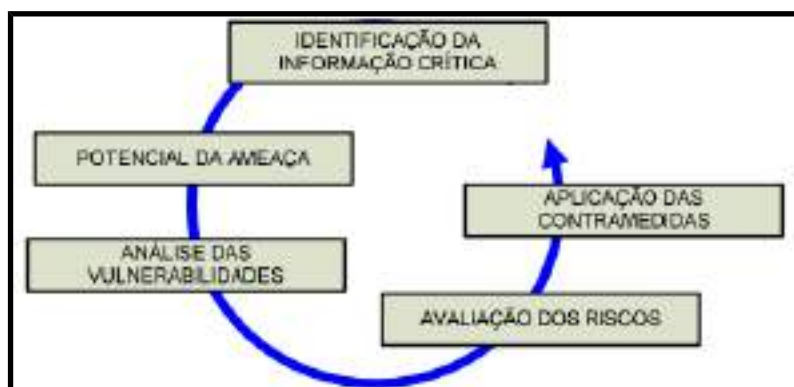 IDENTIFICAÇÃO DA
INFORMAÇÃO CRÍTICA
POTENCIAL DA AMEAÇA
ANÁLISE DAS
VULNERABILIDADES
AVALIAÇÃO DOS RISCOS
APLICAÇÃO DAS
CONTRAMEDIDAS